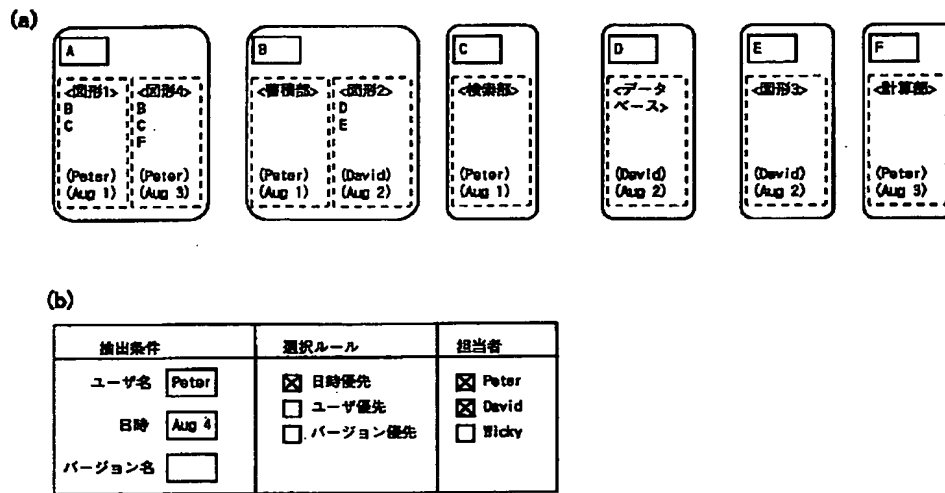 (a)
A
<図形1>
B
C
(Peter)
(Aug 1)
<図形4>
B
C
F
(Peter)
(Aug 3)
B
<蓄積部>
(Peter)
(Aug 1)
<図形2>
D
E
(David)
(Aug 2)
C
<検索部>
(Peter)
(Aug 1)
D
<データ
ベース>
(David)
(Aug 2)
E
<図形3>
(David)
(Aug 2)
F
<計算部>
(Peter)
(Aug 3)
(b)
抽出条件
ユーザ名 Peter
日時 Aug 4
バージョン名
選択ルール
日時優先
ユーザ優先
バージョン優先
担当者
Peter
David
Wicky